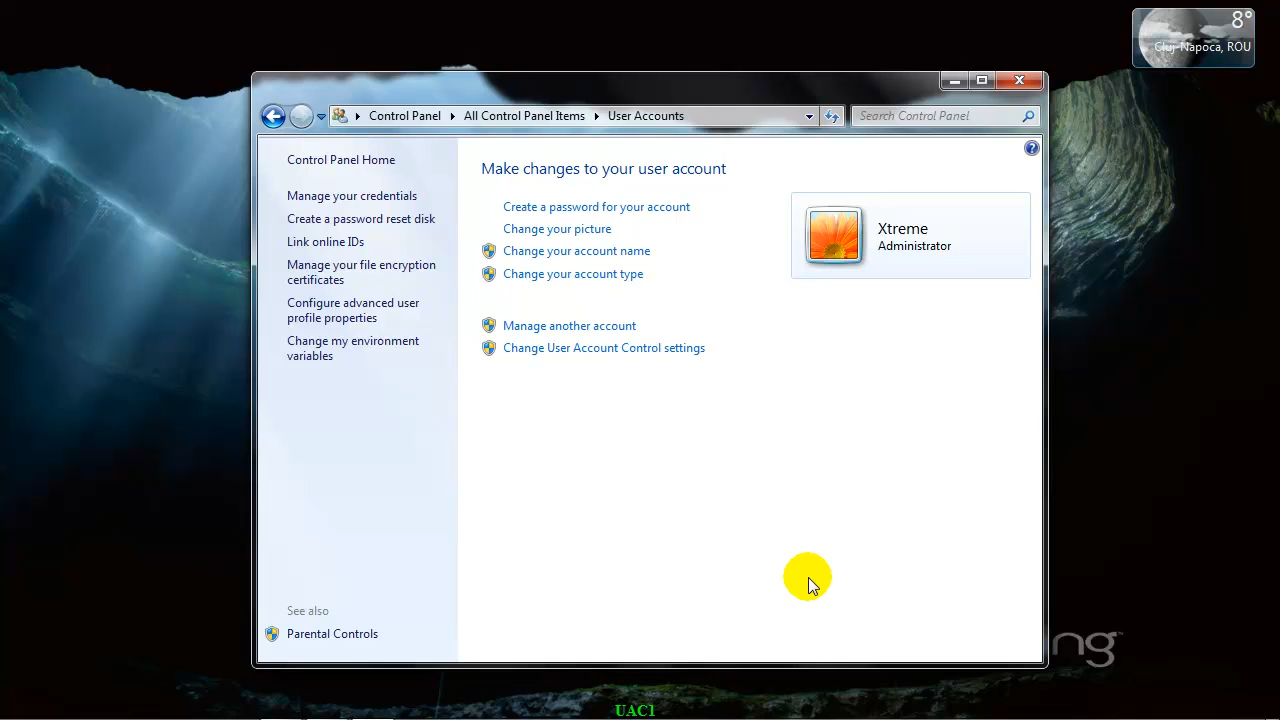 8°
Cluj-Napoca, ROU
Control Panel
All Control Panel Items
User Accounts
Search Control Panel
Control Panel Home
Manage your credentials
Create a password reset disk
Link online IDs
Manage your file encryption
certificates
Configure advanced user
profile properties
Change my environment
variables
See also
Parental Controls
Make changes to your user account
Create a password for your account
Change your picture
Change your account name
Change your account type
Manage another account
Change User Account Control settings
Xtreme
Administrator
ng™
UAC1